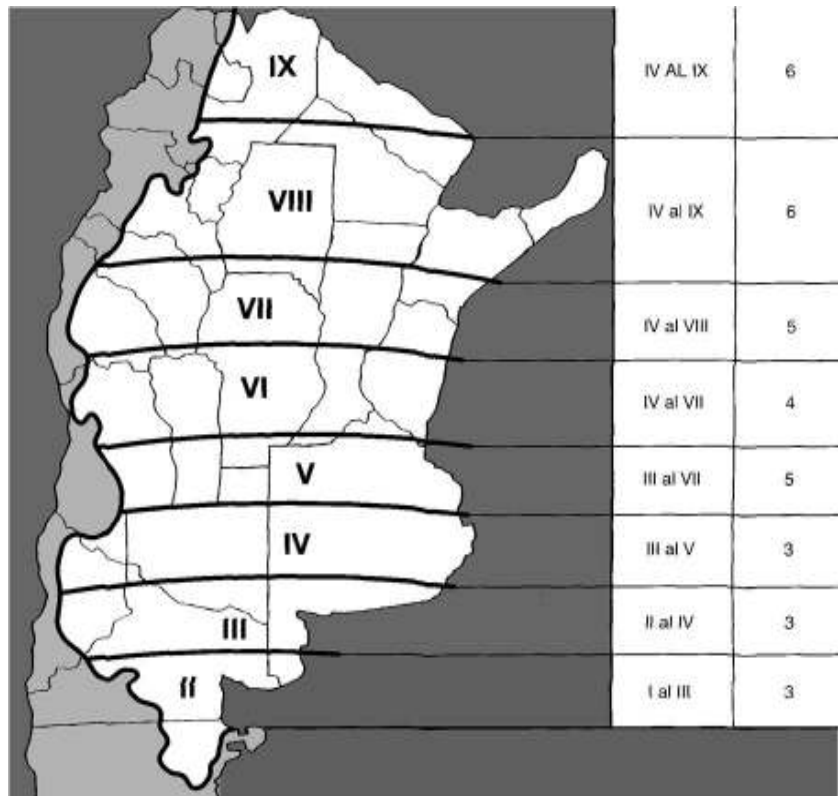 IX IV AL IX 6
VIII IV al IX 6
VII IV al VIII 5
VI IV al VII 4
V III al VII 5
IV III al V 3
III II al IV 3
II I al III 3